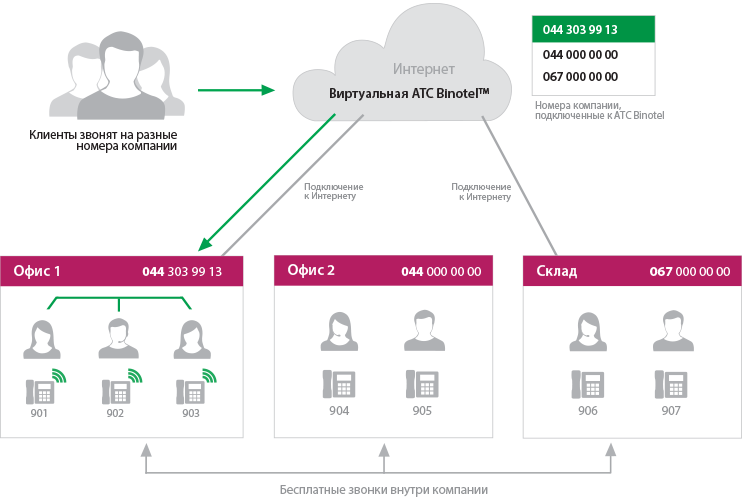 Клиенты звонят на разные
номера компании
Интернет
Виртуальная АТС Binotel™
044 303 99 13
044 000 00 00
067 000 00 00
Номера компании,
подключенные к АТС Binotel
Подключение
к Интернету
Подключение
к Интернету
Офис 1 044 303 99 13
901 902 903
Офис 2 044 000 00 00
904 905
Склад 067 000 00 00
906 907
Бесплатные звонки внутри компании